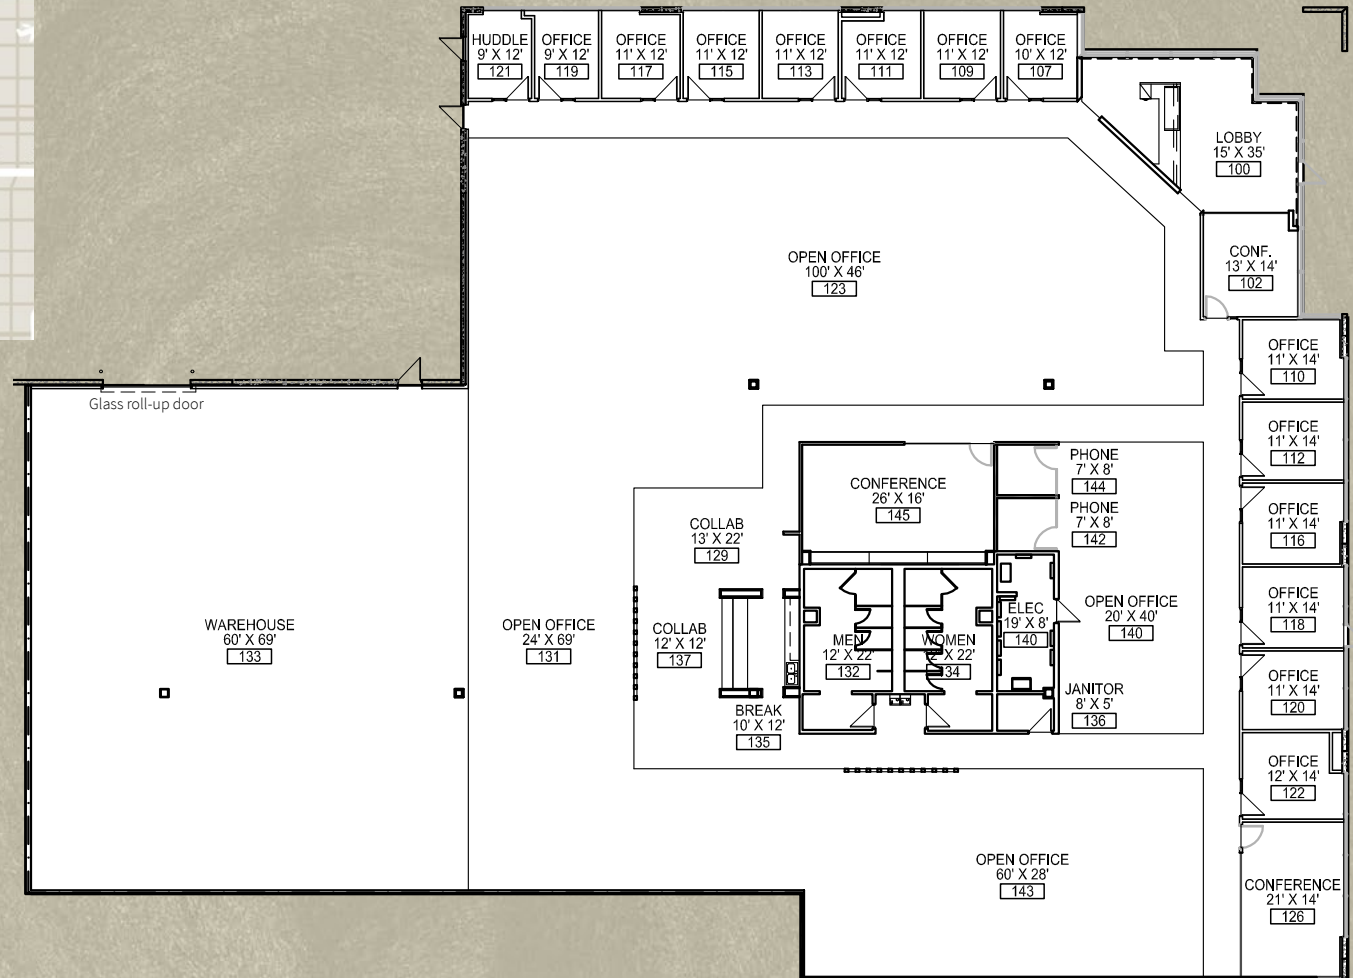 HUDDLE
9' X 12'
121
OFFICE
9' X 12'
119
OFFICE
11' X 12'
117
OFFICE
11' X 12'
115
OFFICE
11' X 12'
113
OFFICE
11' X 12'
111
OFFICE
11' X 12'
109
OFFICE
10' X 12'
107
LOBBY
15' X 35'
100
OPEN OFFICE
100' X 46'
123
CONF.
13' X 14'
102
OFFICE
11' X 14'
110
Glass roll-up door
OFFICE
11' X 14'
112
PHONE
7' X 8'
144
CONFERENCE
26' X 16'
145
PHONE
7' X 8'
142
OFFICE
11' X 14'
116
COLLAB
13' X 22'
129
WAREHOUSE
60' X 69'
133
OPEN OFFICE
24' X 69'
131
COLLAB
12' X 12'
137
MEN
12' X 22'
132
WOMEN
X 22'
34
ELEC
19' X 8'
140
OPEN OFFICE
20' X 40'
140
OFFICE
11' X 14'
118
BREAK
10' X 12'
135
JANITOR
8' X 5'
136
OFFICE
11' X 14'
120
OFFICE
12' X 14'
122
OPEN OFFICE
60' X 28'
143
CONFERENCE
21' X 14'
126